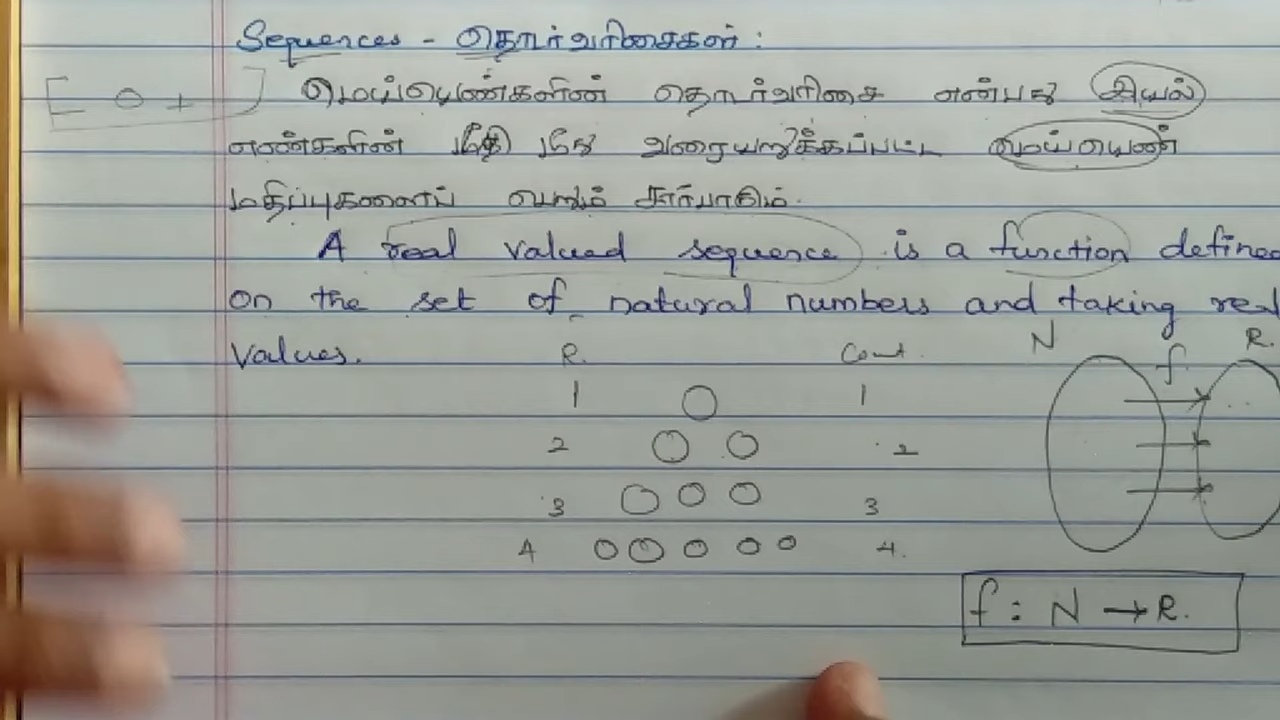 Sequences - தொடர்வரிசைகள் :
மெய்யெண்களின் தொடர்வரிசை என்பது இயல்
எண்களின் மீது வரையறுக்கப்பட்ட மெய்யெண்
மதிப்புகளைப் பெறும் சார்பாகும்.
A real valued sequence is a function defined
on the set of natural numbers and taking real
values. R. Count. N f R.
1 1
2 2
3 3
4 4.
f : N → R.